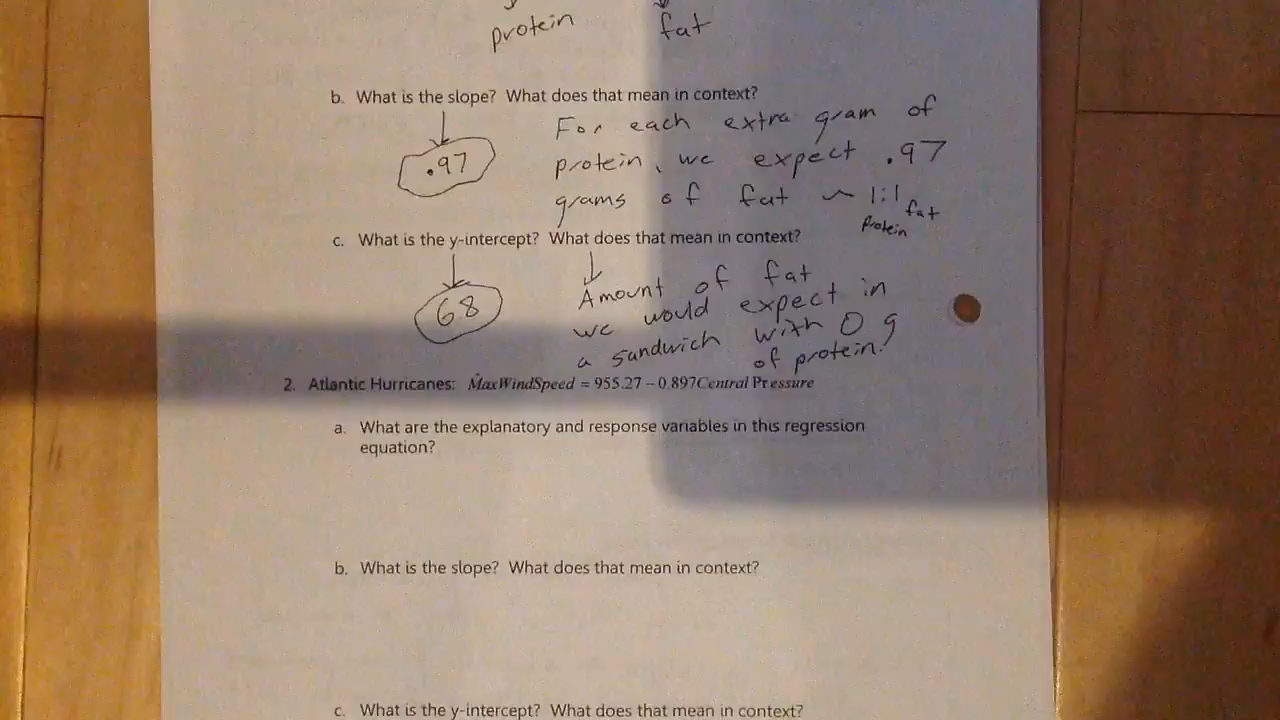 protein fat
b. What is the slope? What does that mean in context?
.97
For each extra gram of
protein, we expect .97
grams of fat ~ 1:1
protein fat
c. What is the y-intercept? What does that mean in context?
68
Amount of fat
we would expect in
a sandwich with 0 g
of protein.
2. Atlantic Hurricanes: M̂axWindSpeed = 955.27 – 0.897Central Pressure
a. What are the explanatory and response variables in this regression
equation?
b. What is the slope? What does that mean in context?
c. What is the y-intercept? What does that mean in context?